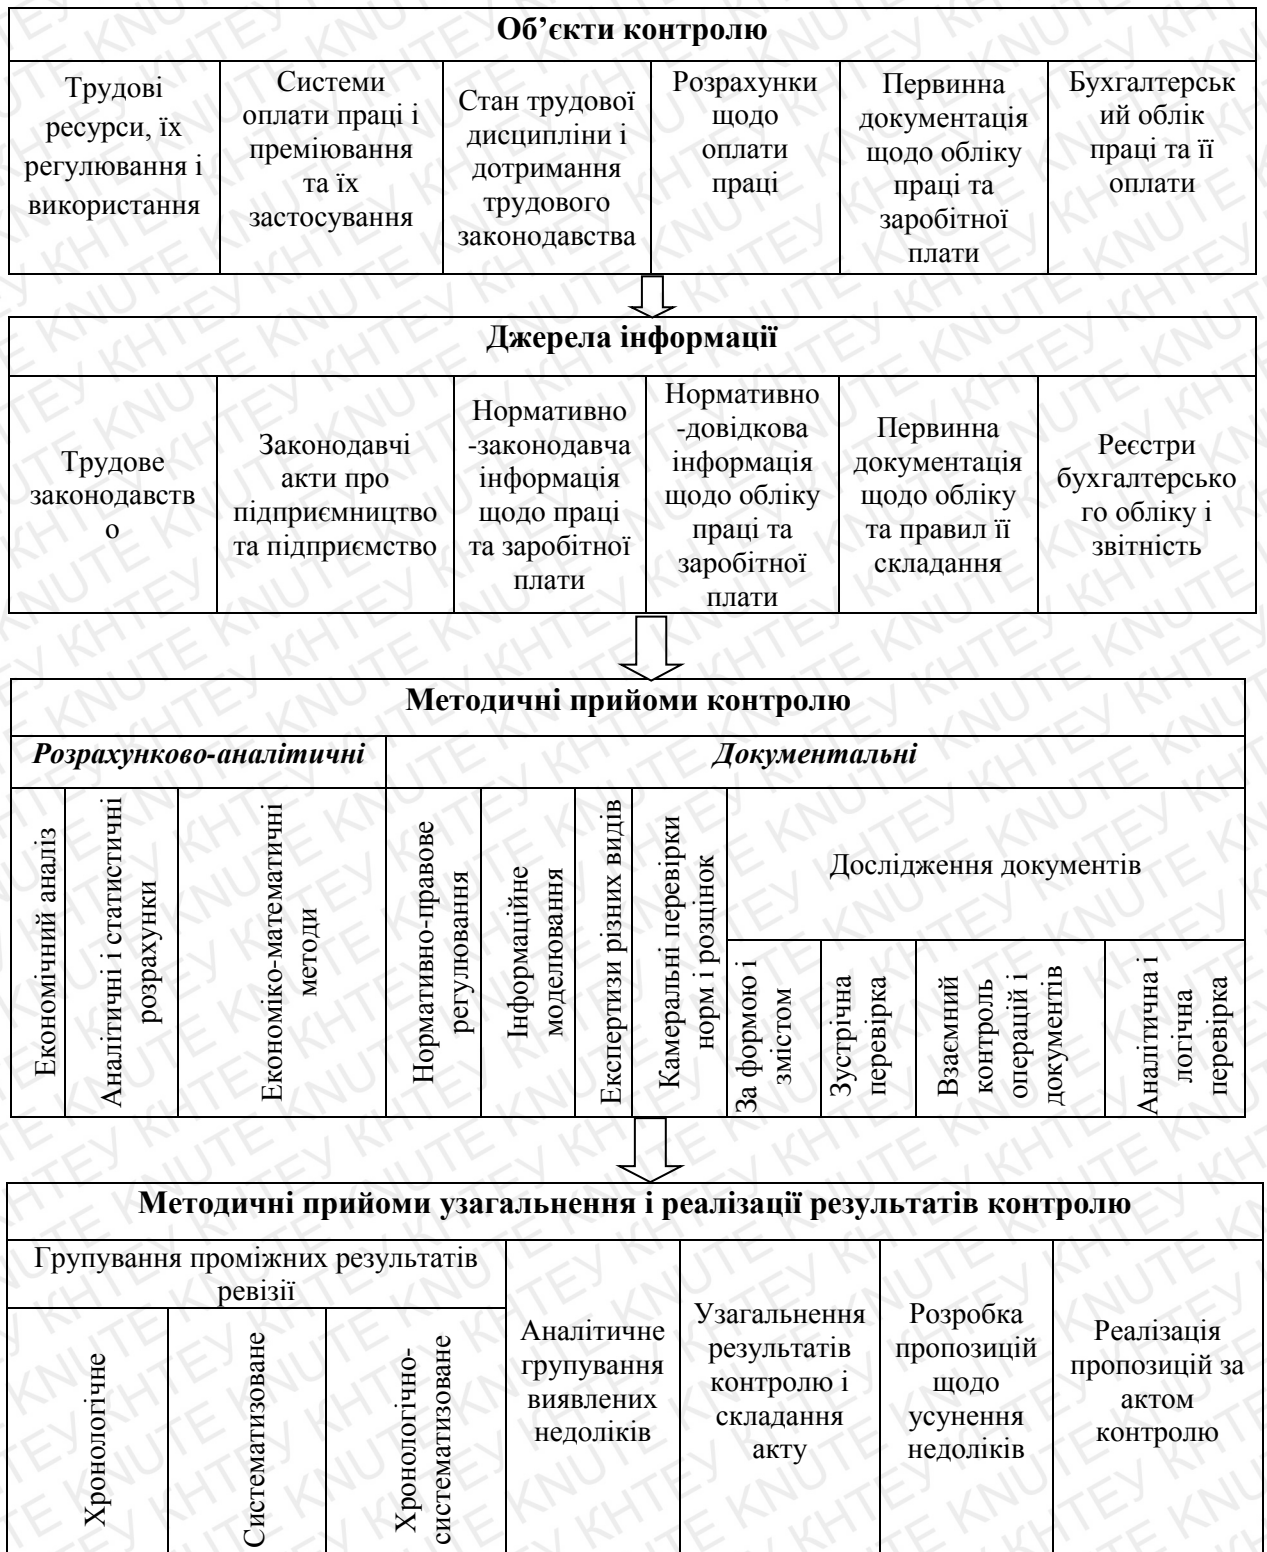 Об’єкти контролю
Трудові
ресурси, їх
регулювання і
використання
Системи
оплати праці і
преміювання
та їх
застосування
Стан трудової
дисципліни і
дотримання
трудового
законодавства
Розрахунки
щодо
оплати
праці
Первинна
документація
щодо обліку
праці та
заробітної
плати
Бухгалтерськ
ий облік
праці та її
оплати
Джерела інформації
Трудове
законодавств
о
Законодавчі
акти про
підприємництво
та підприємство
Нормативно
-законодавча
інформація
щодо праці
та заробітної
плати
Нормативно
-довідкова
інформація
щодо обліку
праці та
заробітної
плати
Первинна
документація
щодо обліку
та правил її
складання
Реєстри
бухгалтерсько
го обліку і
звітність
Методичні прийоми контролю
Розрахунково-аналітичні
Документальні
Економічний аналіз
Аналітичні і статистичні
розрахунки
Економіко-математичні
методи
Нормативно-правове
регулювання
Інформаційне
моделювання
Експертизи різних видів
Камеральні перевірки
норм і розцінок
Дослідження документів
За формою і
змістом
Зустрічна
перевірка
Взаємний
контроль
операцій і
документів
Аналітична і
логічна
перевірка
Методичні прийоми узагальнення і реалізації результатів контролю
Групування проміжних результатів
ревізії
Хронологічне
Систематизоване
Хронологічно-
систематизоване
Аналітичне
групування
виявлених
недоліків
Узагальнення
результатів
контролю і
складання
акту
Розробка
пропозицій
щодо
усунення
недоліків
Реалізація
пропозицій за
актом
контролю